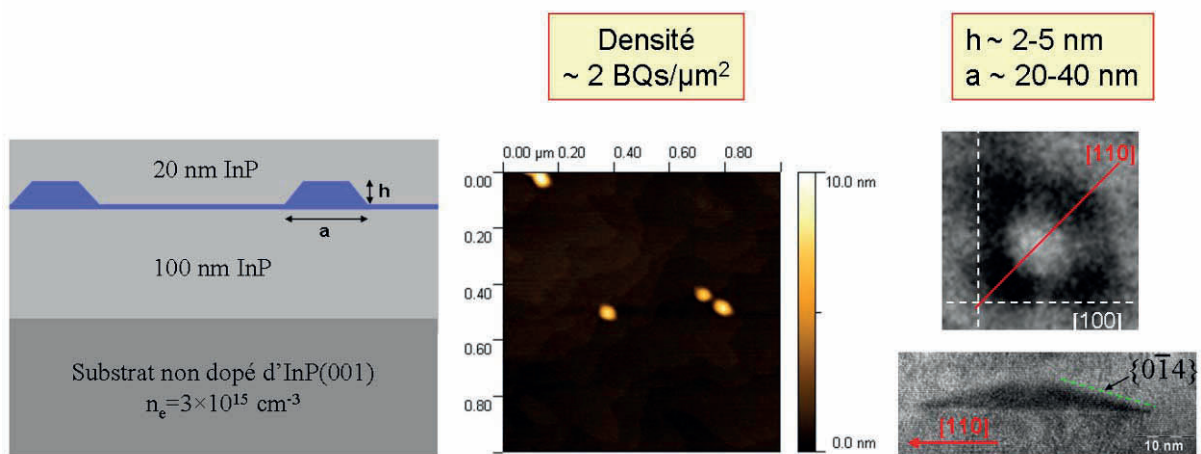 Densité
~ 2 BQs/µm²
h ~ 2-5 nm
a ~ 20-40 nm
20 nm InP
h
a
100 nm InP
Substrat non dopé d'InP(001)
nₑ=3×10¹⁵ cm⁻³
0.00 µm 0.20 0.40 0.60 0.80
0.00
0.20
0.40
0.60
0.80
10.0 nm
0.0 nm
[110]
[100]
{01̄4}
[110]
10 nm